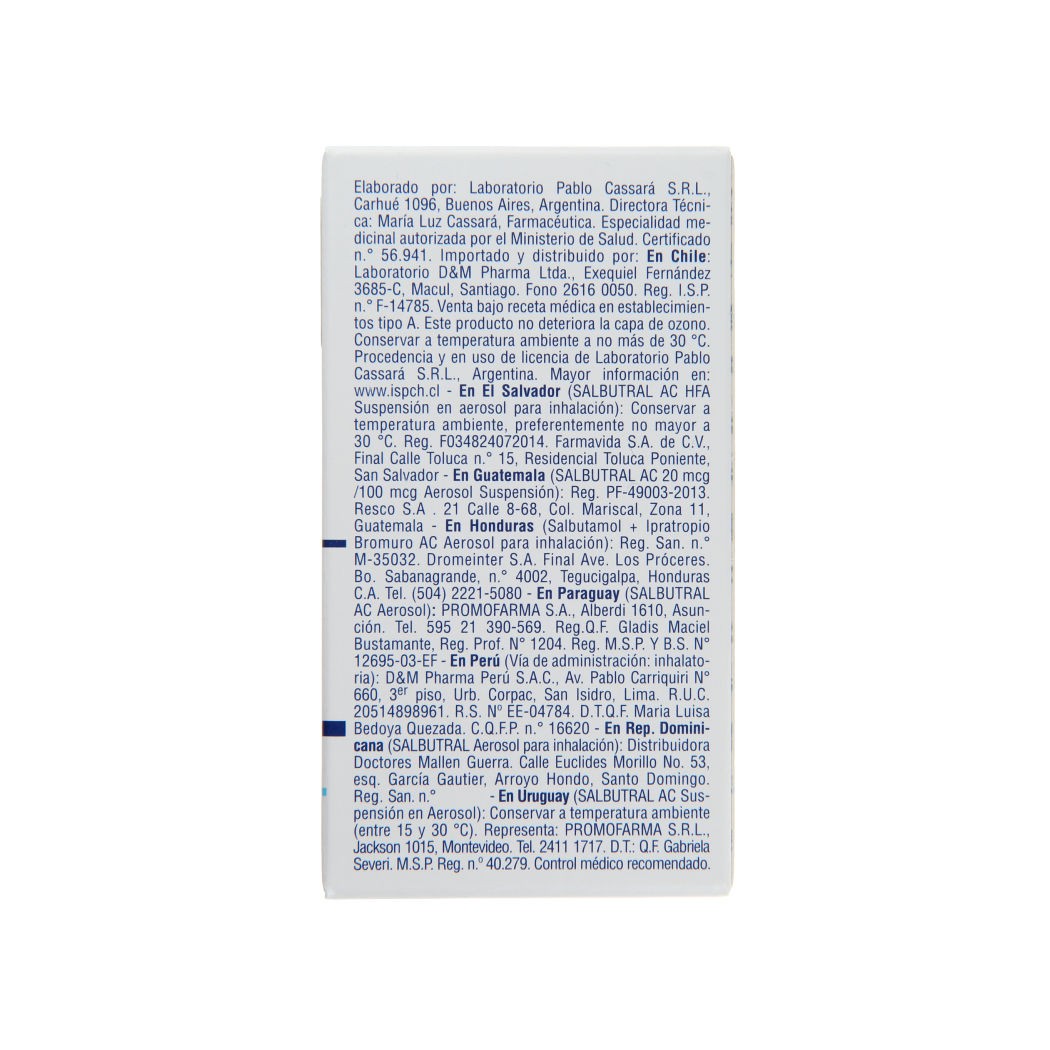 Elaborado por: Laboratorio Pablo Cassará S.R.L.,
Carhué 1096, Buenos Aires, Argentina. Directora Técni-
ca: María Luz Cassará, Farmacéutica. Especialidad me-
dicinal autorizada por el Ministerio de Salud. Certificado
n.° 56.941. Importado y distribuido por: En Chile:
Laboratorio D&M Pharma Ltda., Exequiel Fernández
3685-C, Macul, Santiago. Fono 2616 0050. Reg. I.S.P.
n.° F-14785. Venta bajo receta médica en establecimien-
tos tipo A. Este producto no deteriora la capa de ozono.
Conservar a temperatura ambiente a no más de 30 °C.
Procedencia y en uso de licencia de Laboratorio Pablo
Cassará S.R.L., Argentina. Mayor información en:
www.ispch.cl - En El Salvador (SALBUTRAL AC HFA
Suspensión en aerosol para inhalación): Conservar a
temperatura ambiente, preferentemente no mayor a
30 °C. Reg. F034824072014. Farmavida S.A. de C.V.,
Final Calle Toluca n.° 15, Residencial Toluca Poniente,
San Salvador - En Guatemala (SALBUTRAL AC 20 mcg
/100 mcg Aerosol Suspensión): Reg. PF-49003-2013.
Resco S.A . 21 Calle 8-68, Col. Mariscal, Zona 11,
Guatemala - En Honduras (Salbutamol + Ipratropio
Bromuro AC Aerosol para inhalación): Reg. San. n.°
M-35032. Dromeinter S.A. Final Ave. Los Próceres.
Bo. Sabanagrande, n.° 4002, Tegucigalpa, Honduras
C.A. Tel. (504) 2221-5080 - En Paraguay (SALBUTRAL
AC Aerosol): PROMOFARMA S.A., Alberdi 1610, Asun-
ción. Tel. 595 21 390-569. Reg.Q.F. Gladis Maciel
Bustamante, Reg. Prof. N° 1204. Reg. M.S.P. Y B.S. N°
12695-03-EF - En Perú (Vía de administración: inhalato-
ria): D&M Pharma Perú S.A.C., Av. Pablo Carriquiri N°
660, 3er piso, Urb. Corpac, San Isidro, Lima. R.U.C.
20514898961. R.S. Nº EE-04784. D.T.Q.F. Maria Luisa
Bedoya Quezada. C.Q.F.P. n.° 16620 - En Rep. Domini-
cana (SALBUTRAL Aerosol para inhalación): Distribuidora
Doctores Mallen Guerra. Calle Euclides Morillo No. 53,
esq. García Gautier, Arroyo Hondo, Santo Domingo.
Reg. San. n.° - En Uruguay (SALBUTRAL AC Sus-
pensión en Aerosol): Conservar a temperatura ambiente
(entre 15 y 30 °C). Representa: PROMOFARMA S.R.L.,
Jackson 1015, Montevideo. Tel. 2411 1717. D.T.: Q.F. Gabriela
Severi. M.S.P. Reg. n.º 40.279. Control médico recomendado.